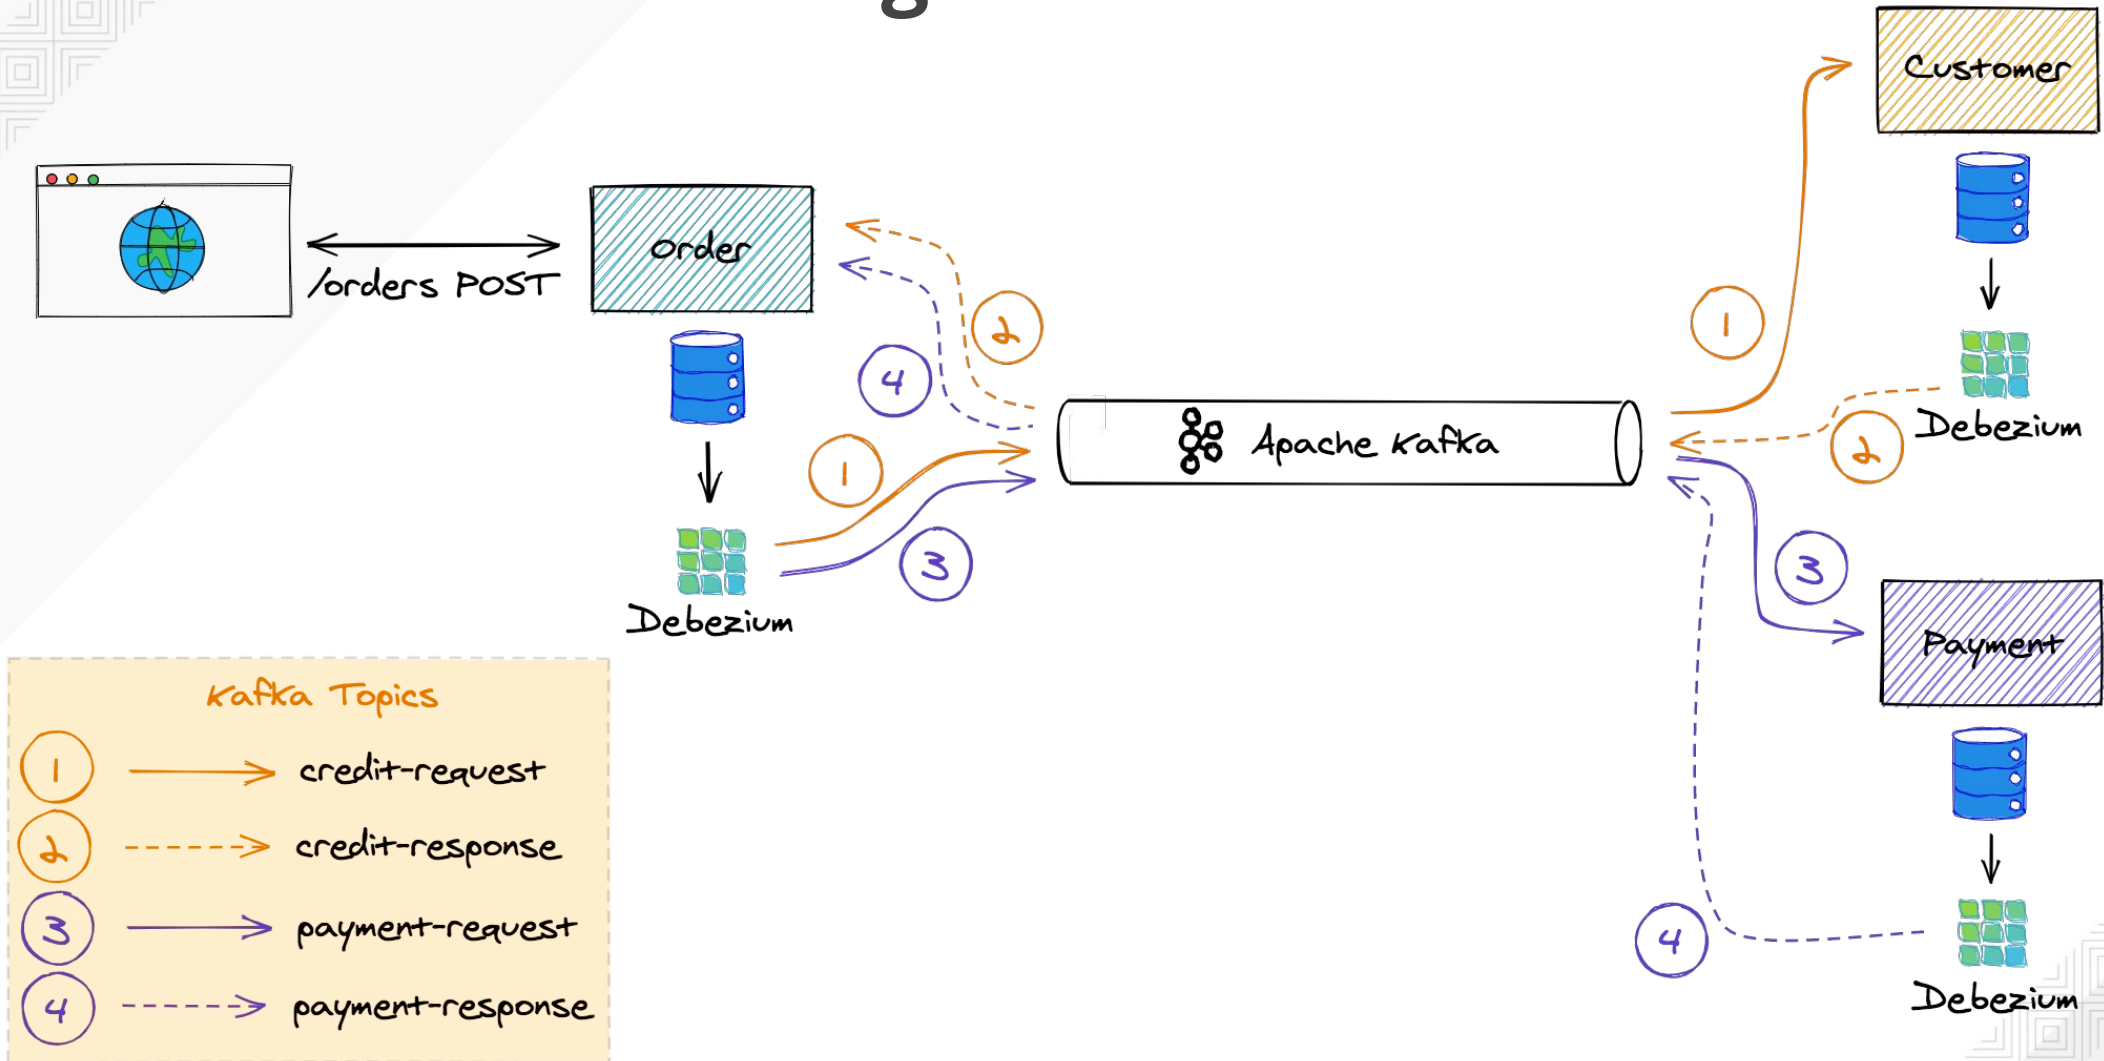 Customer
order
/orders POST
2
1
4
Apache Kafka
Debezium
1
2
3
3
Debezium
Payment
Kafka Topics
1 credit-request
2 credit-response
3 payment-request
4 payment-response
4
Debezium